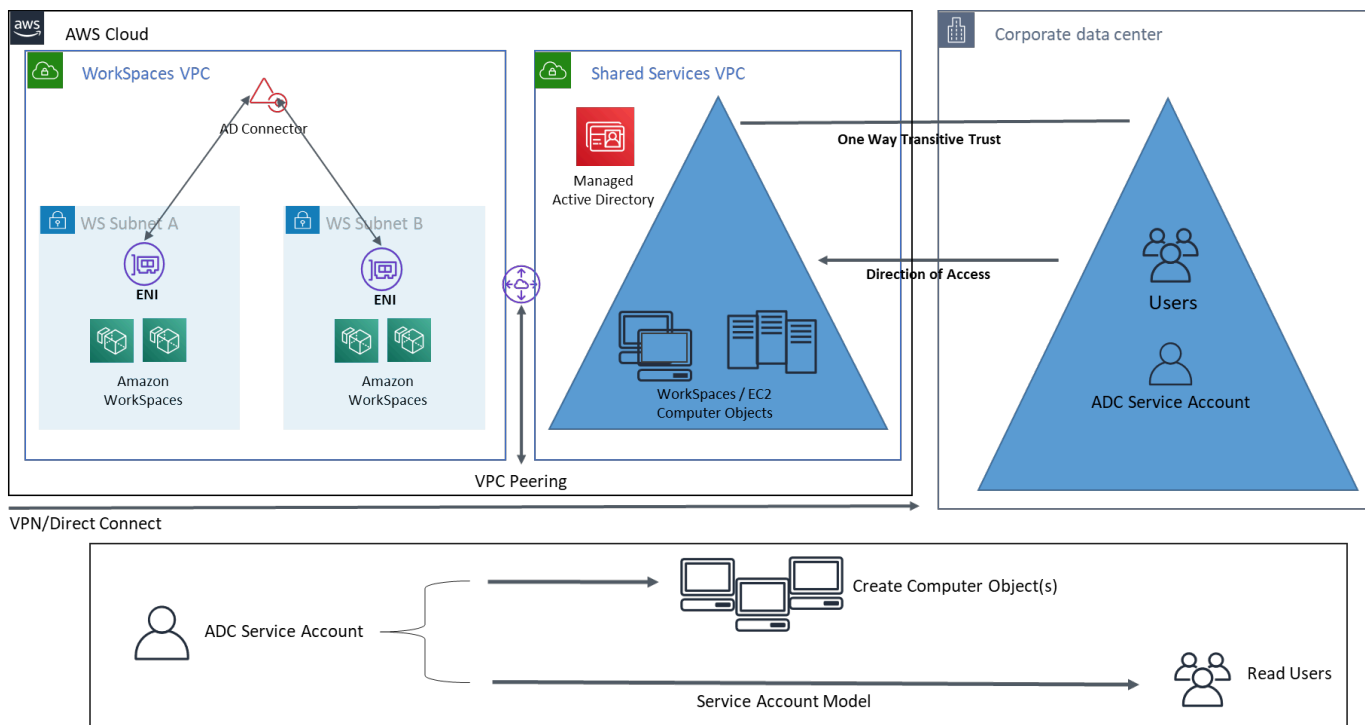 aws
AWS Cloud
Corporate data center
WorkSpaces VPC
Shared Services VPC
AD Connector
One Way Transitive Trust
Managed
Active Directory
WS Subnet A
WS Subnet B
Direction of Access
ENI
ENI
Users
Amazon
WorkSpaces
Amazon
WorkSpaces
WorkSpaces / EC2
Computer Objects
ADC Service Account
VPC Peering
VPN/Direct Connect
Create Computer Object(s)
ADC Service Account
Read Users
Service Account Model